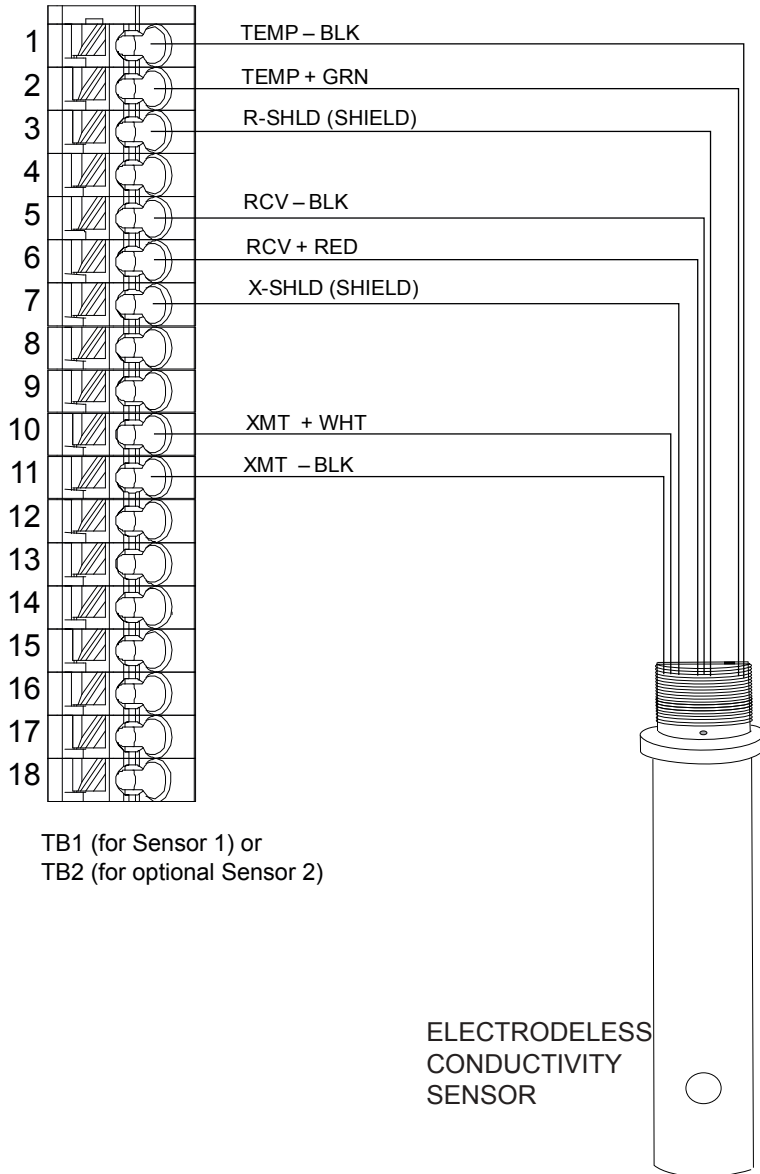 1 TEMP – BLK
2 TEMP + GRN
3 R-SHLD (SHIELD)
4
5 RCV – BLK
6 RCV + RED
7 X-SHLD (SHIELD)
8
9
10 XMT + WHT
11 XMT – BLK
12
13
14
15
16
17
18
TB1 (for Sensor 1) or
TB2 (for optional Sensor 2)
ELECTRODELESS
CONDUCTIVITY
SENSOR